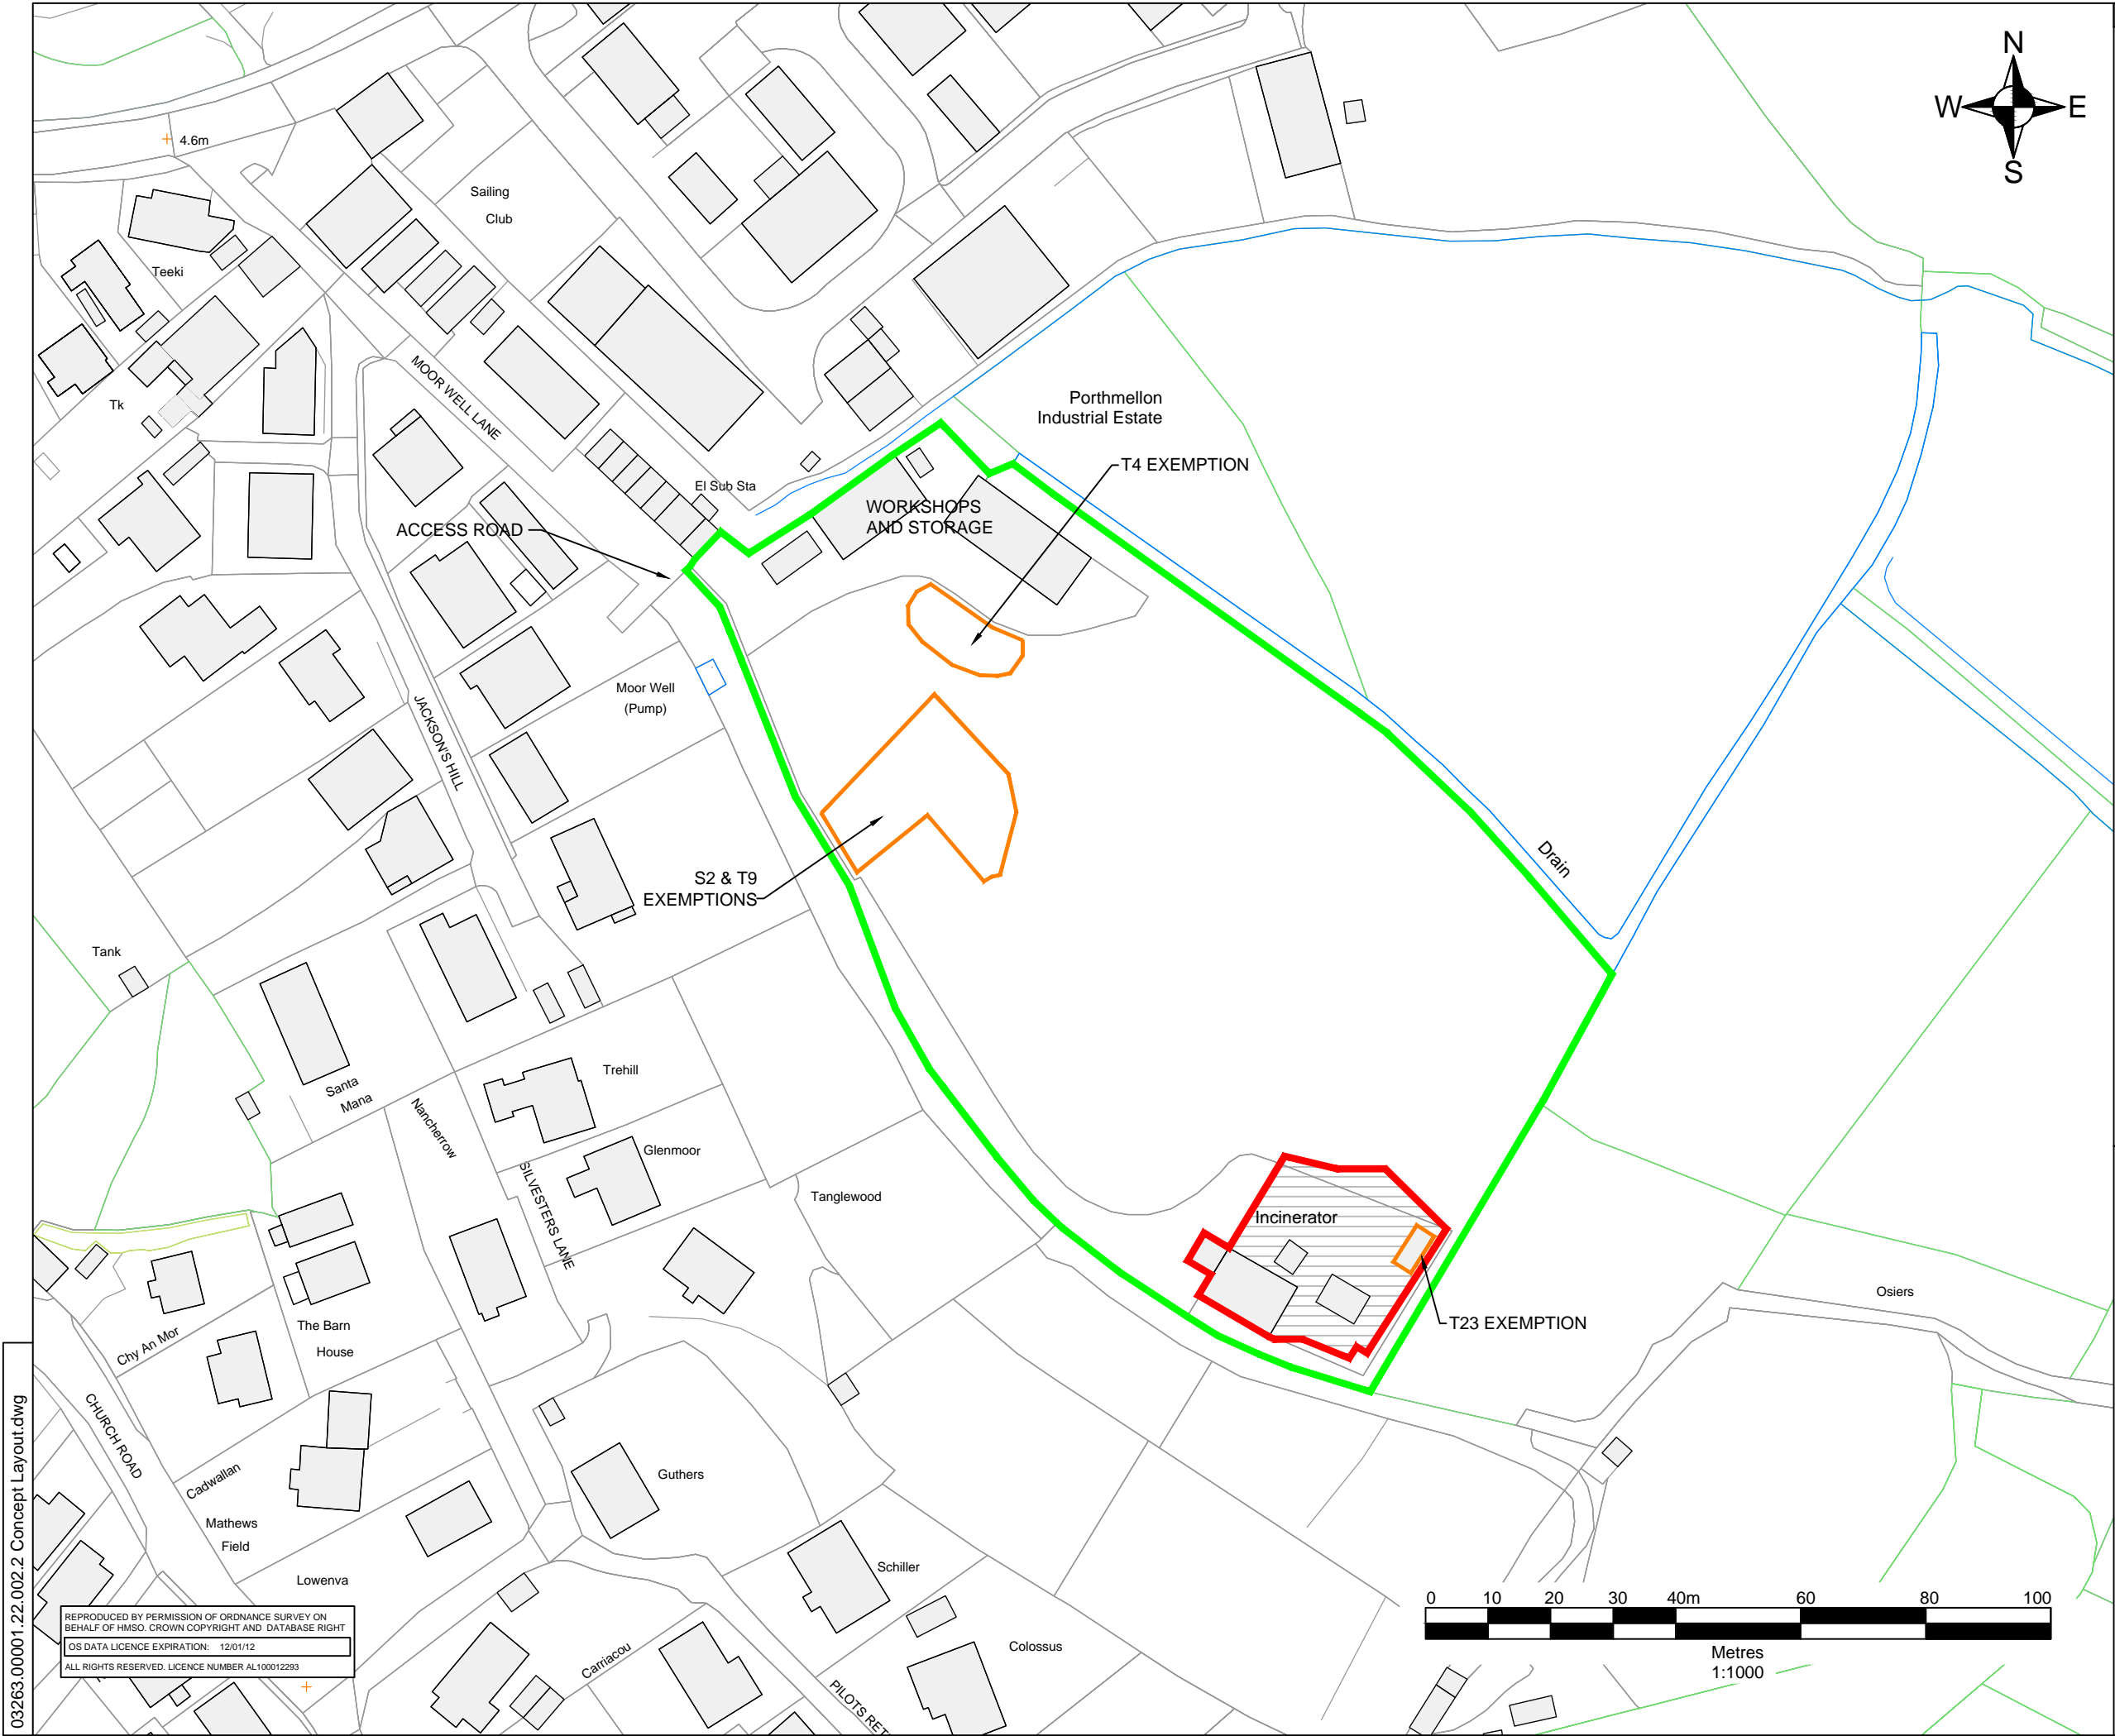 N
W E
S
4.6m
Sailing
Club
Teeki
Tk
MOOR WELL LANE
Porthmellon
Industrial Estate
T4 EXEMPTION
El Sub Sta
WORKSHOPS
AND STORAGE
ACCESS ROAD
Moor Well
(Pump)
JACKSON'S HILL
S2 & T9
EXEMPTIONS
Drain
Tank
Santa
Mana
Nancherrow
Trehill
Glenmoor
SILVESTERS LANE
Tanglewood
Incinerator
T23 EXEMPTION
Osiers
Chy An Mor
The Barn
House
CHURCH ROAD
Cadwallan
Mathews
Field
Lowenva
Guthers
Schiller
Colossus
Carriacou
PILOTS RET
REPRODUCED BY PERMISSION OF ORDNANCE SURVEY ON
BEHALF OF HMSO. CROWN COPYRIGHT AND DATABASE RIGHT
OS DATA LICENCE EXPIRATION: 12/01/12
ALL RIGHTS RESERVED. LICENCE NUMBER AL100012293
0 10 20 30 40m 60 80 100
Metres
1:1000
03263.00001.22.002.2 Concept Layout.dwg